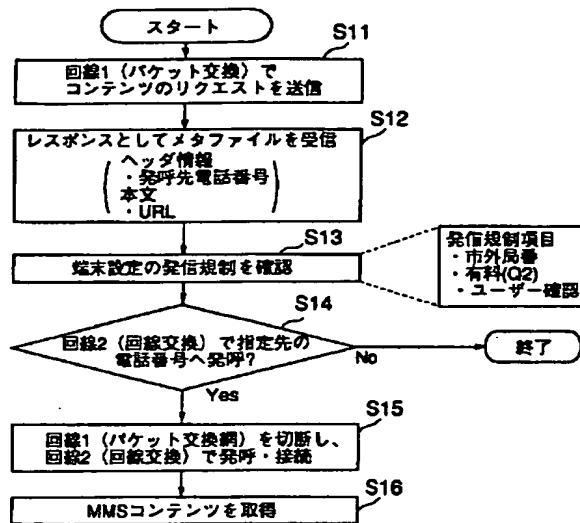 スタート
S11
回線1（パケット交換）で
コンテンツのリクエストを送信
S12
レスポンスとしてメタファイルを受信
ヘッダ情報
・発呼先電話番号
本文
・URL
S13
端末設定の発信規制を確認
発信規制項目
・市外局番
・有料(Q2)
・ユーザー確認
S14
回線2（回線交換）で指定先の
電話番号へ発呼?
No
終了
Yes
S15
回線1（パケット交換網）を切断し、
回線2（回線交換）で発呼・接続
S16
MMSコンテンツを取得